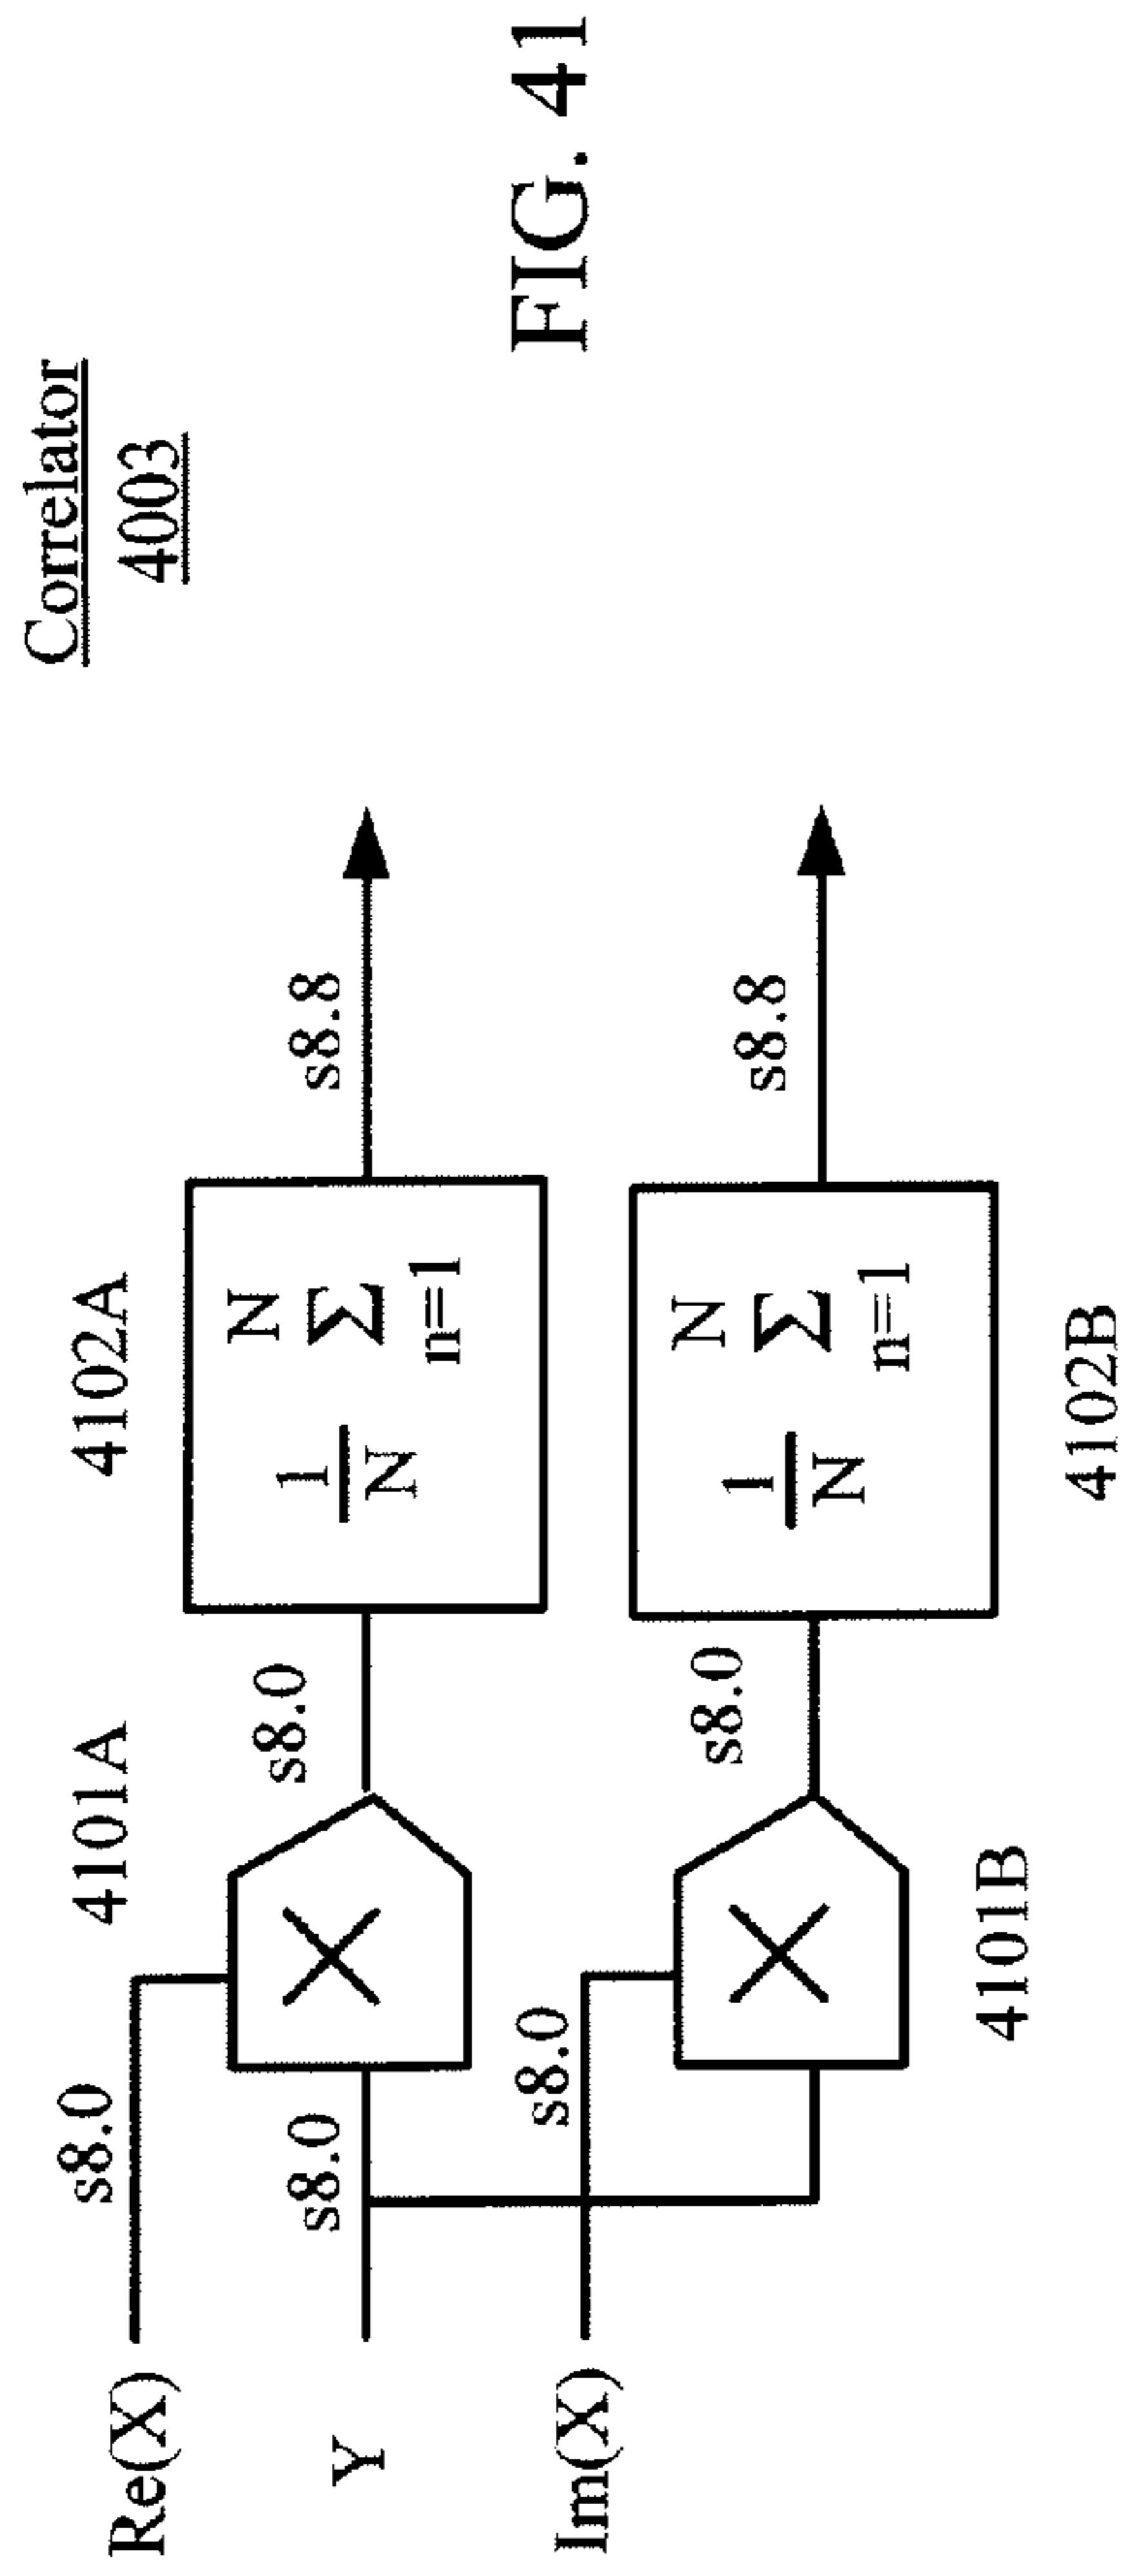 Correlator
4003
4101A
4102A
Re(X)
s8.0
Y
s8.0
×
s8.0
1/N N Σ n=1
s8.8
Im(X)
s8.0
×
s8.0
1/N N Σ n=1
s8.8
4101B
4102B
FIG. 41